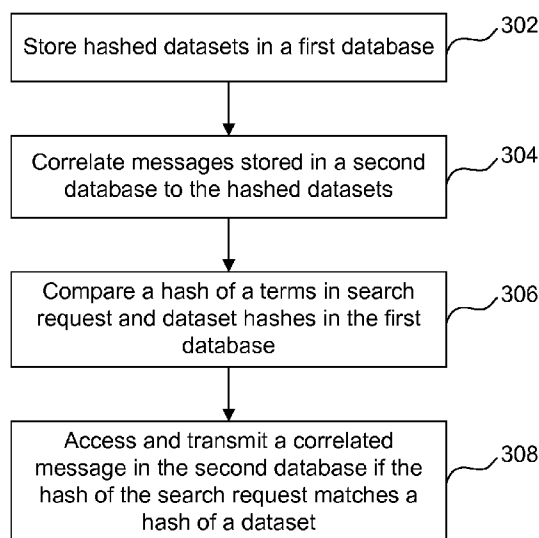 Store hashed datasets in a first database
302
Correlate messages stored in a second
database to the hashed datasets
304
Compare a hash of a terms in search
request and dataset hashes in the first
database
306
Access and transmit a correlated
message in the second database if the
hash of the search request matches a
hash of a dataset
308